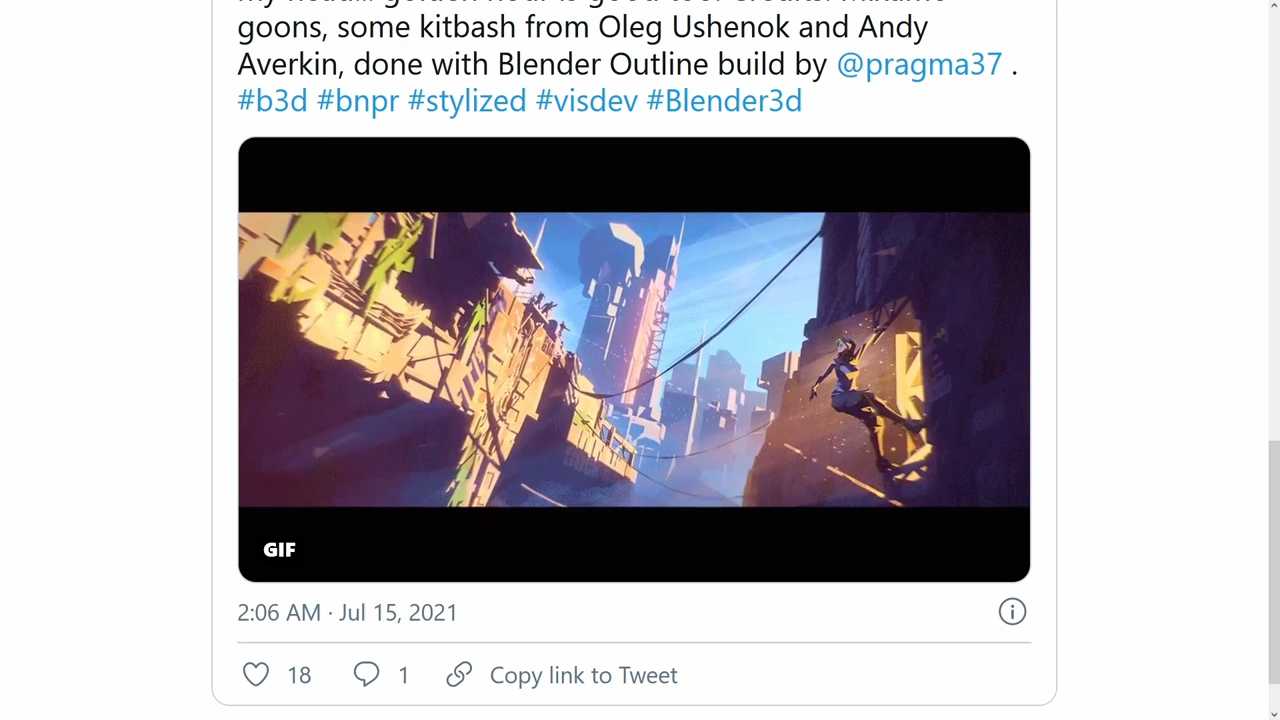 goons, some kitbash from Oleg Ushenok and Andy
Averkin, done with Blender Outline build by @pragma37 .
#b3d #bnpr #stylized #visdev #Blender3d
GIF
2:06 AM · Jul 15, 2021
18 1 Copy link to Tweet